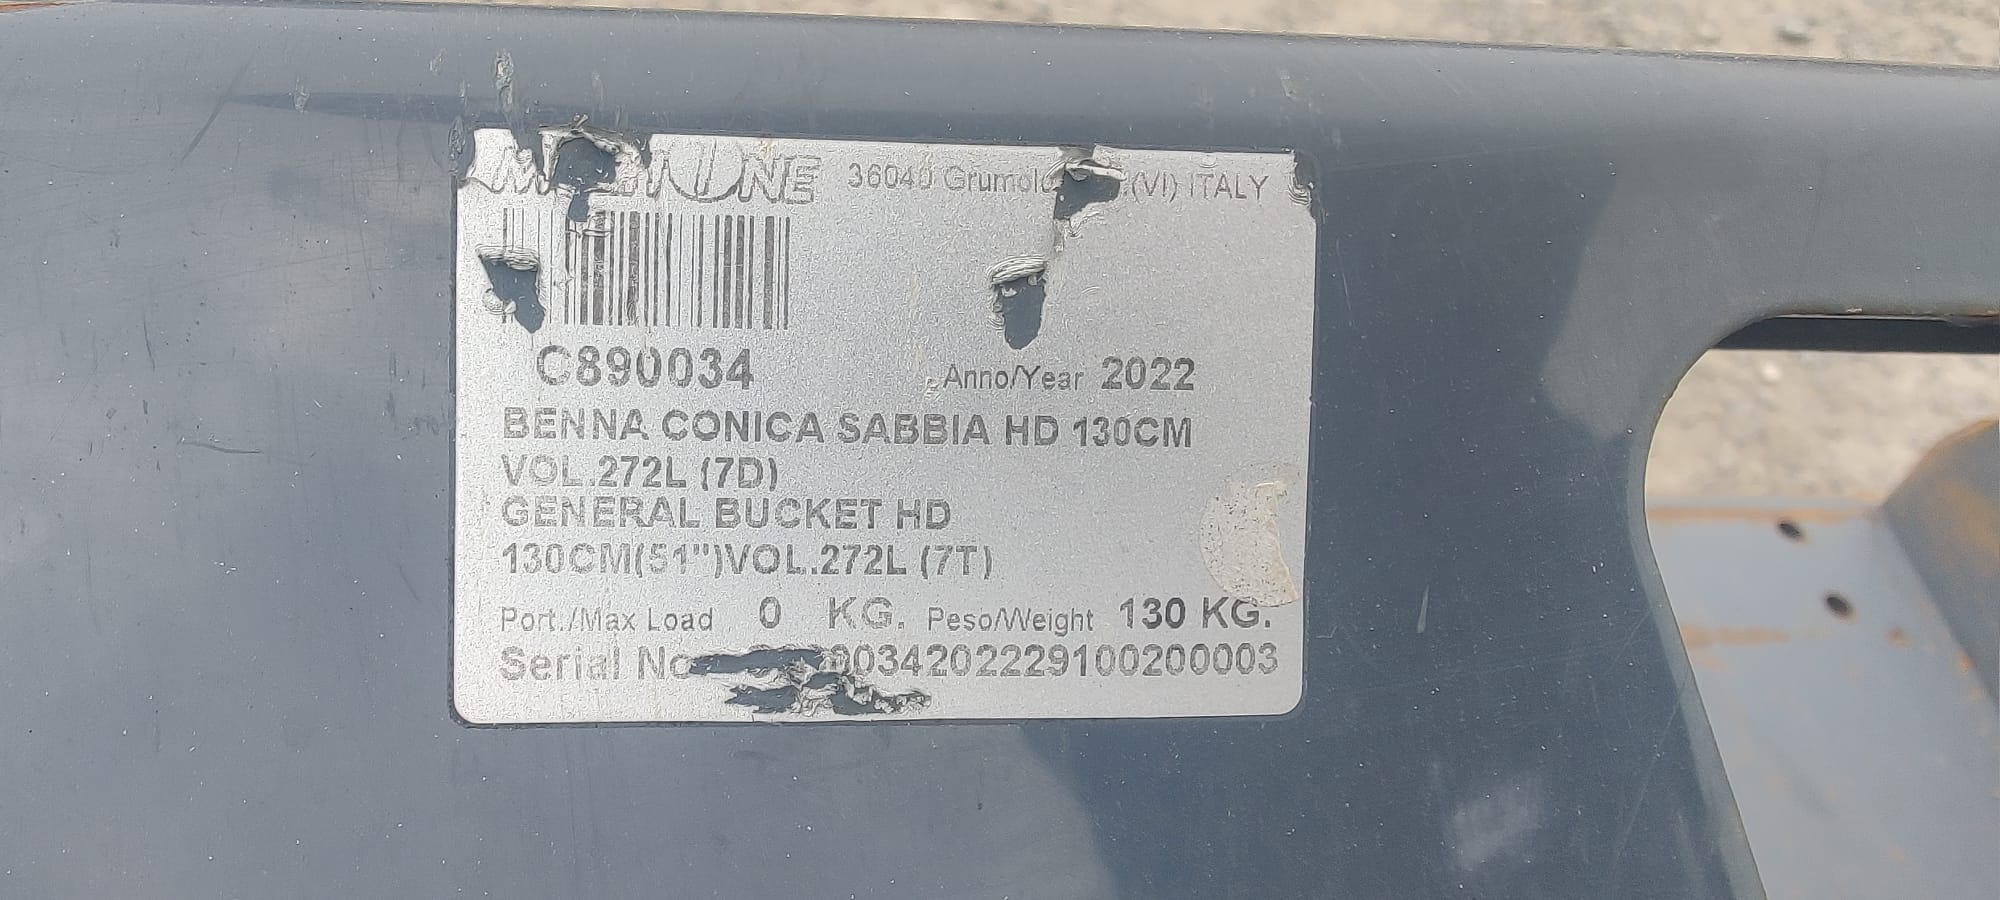 36040 (VI) ITALY
C890034 Anno/Year 2022
BENNA CONICA SABBIA HD 130CM
VOL.272L (7D)
GENERAL BUCKET HD
130CM(51")VOL.272L (7T)
Port./Max Load 0 KG. Peso/Weight 130 KG.
Serial No